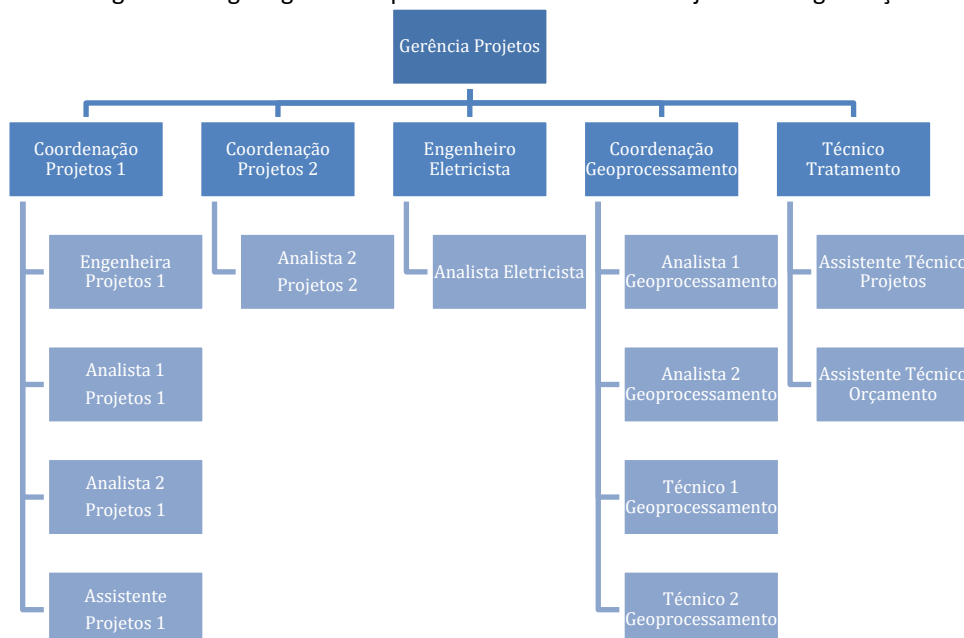 Gerência Projetos
Coordenação
Projetos 1
Coordenação
Projetos 2
Engenheiro
Eletricista
Coordenação
Geoprocessamento
Técnico
Tratamento
Engenheira
Projetos 1
Analista 2
Projetos 2
Analista Eletricista
Analista 1
Geoprocessamento
Assistente Técnico
Projetos
Analista 1
Projetos 1
Analista 2
Geoprocessamento
Assistente Técnico
Orçamento
Analista 2
Projetos 1
Técnico 1
Geoprocessamento
Assistente
Projetos 1
Técnico 2
Geoprocessamento